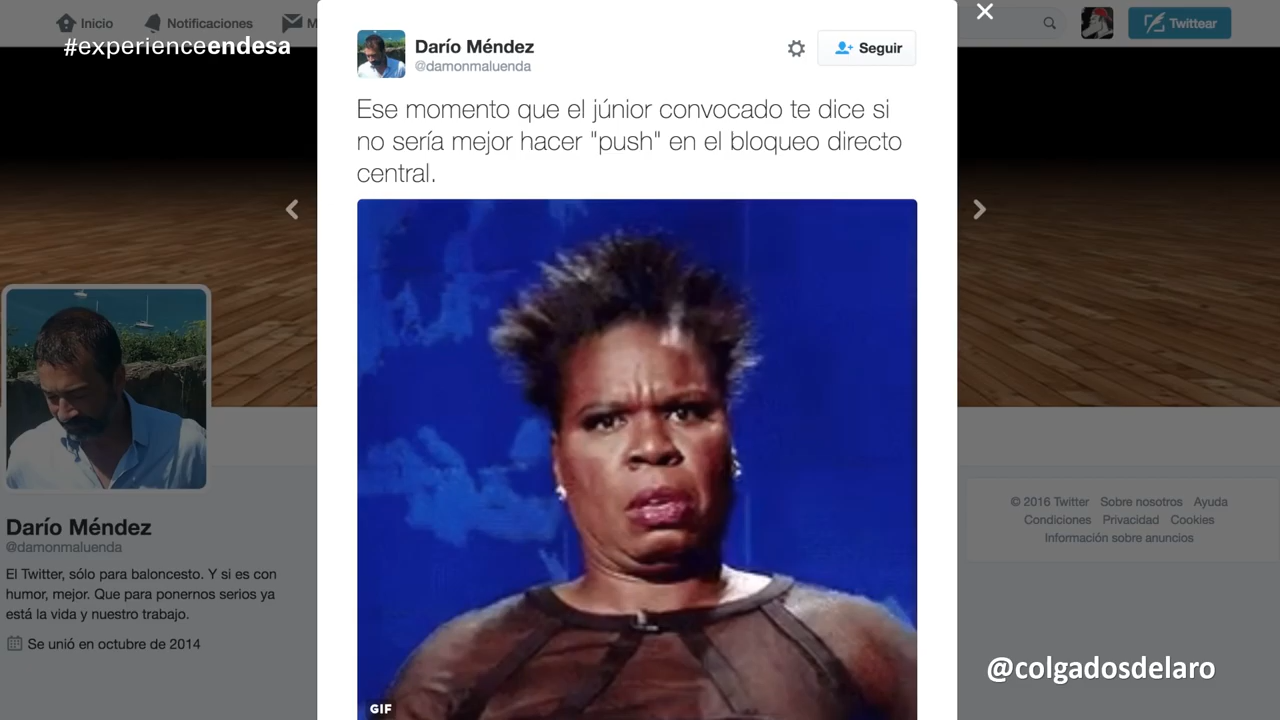 Inicio
Notificaciones
M
Twittear
#experienceendesa
Darío Méndez
@damonmaluenda
Seguir
Ese momento que el júnior convocado te dice si
no sería mejor hacer "push" en el bloqueo directo
central.
GIF
Darío Méndez
@damonmaluenda
El Twitter, sólo para baloncesto. Y si es con
humor, mejor. Que para ponernos serios ya
está la vida y nuestro trabajo.
Se unió en octubre de 2014
© 2016 Twitter Sobre nosotros Ayuda
Condiciones Privacidad Cookies
Información sobre anuncios
@colgadosdelaro